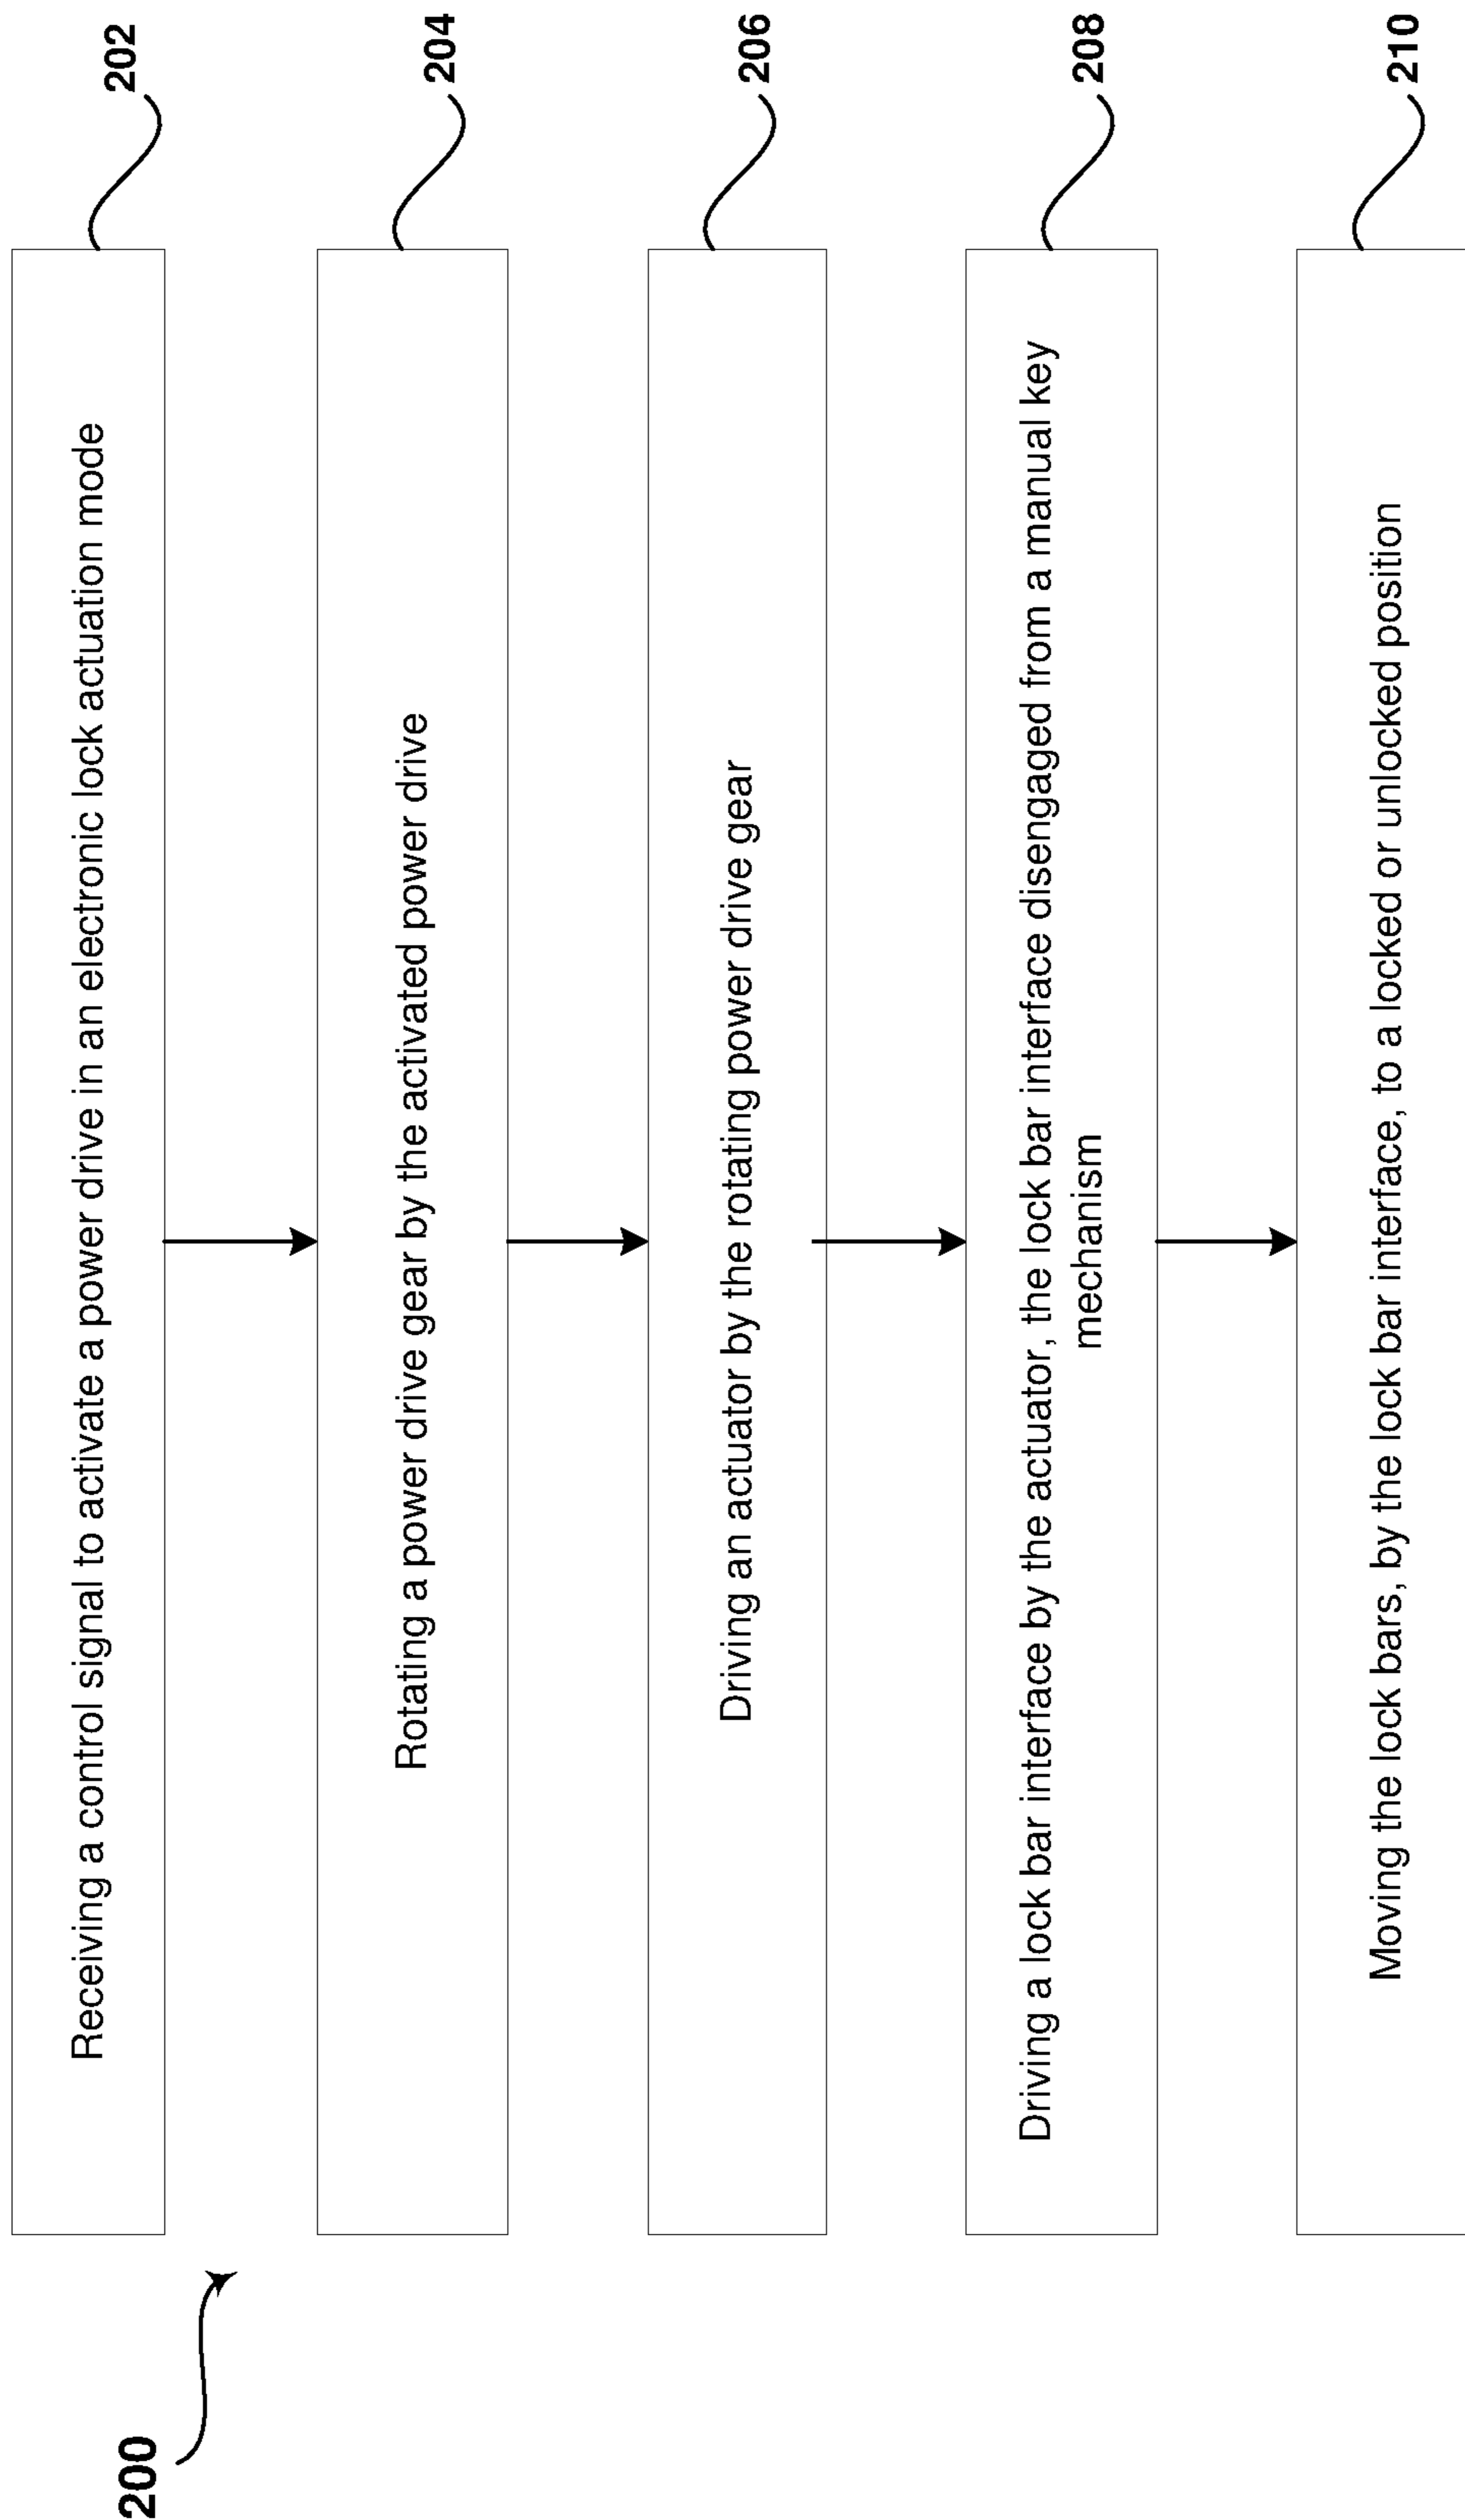 200
Receiving a control signal to activate a power drive in an electronic lock actuation mode
202
Rotating a power drive gear by the activated power drive
204
Driving an actuator by the rotating power drive gear
206
Driving a lock bar interface by the actuator, the lock bar interface disengaged from a manual key
mechanism
208
Moving the lock bars, by the lock bar interface, to a locked or unlocked position
210